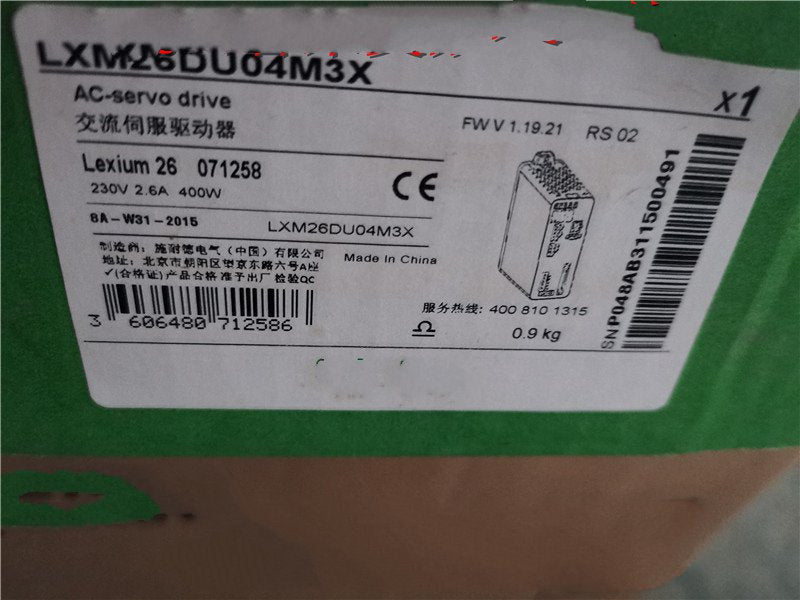 LXM26DU04M3X
x1
AC-servo drive
交流伺服驱动器
FW V 1.19.21 RS 02
Lexium 26 071258
230V 2.6A 400W
CE
8A-W31-2015
LXM26DU04M3X
制造商: 施耐德电气 (中国) 有限公司
地址: 北京市朝阳区望京东路六号A座
✓(合格证)产品合格 准予出厂 检验QC
Made In China
3 606480 712586
服务热线: 400 810 1315
0.9 kg
SNP048AB311500491